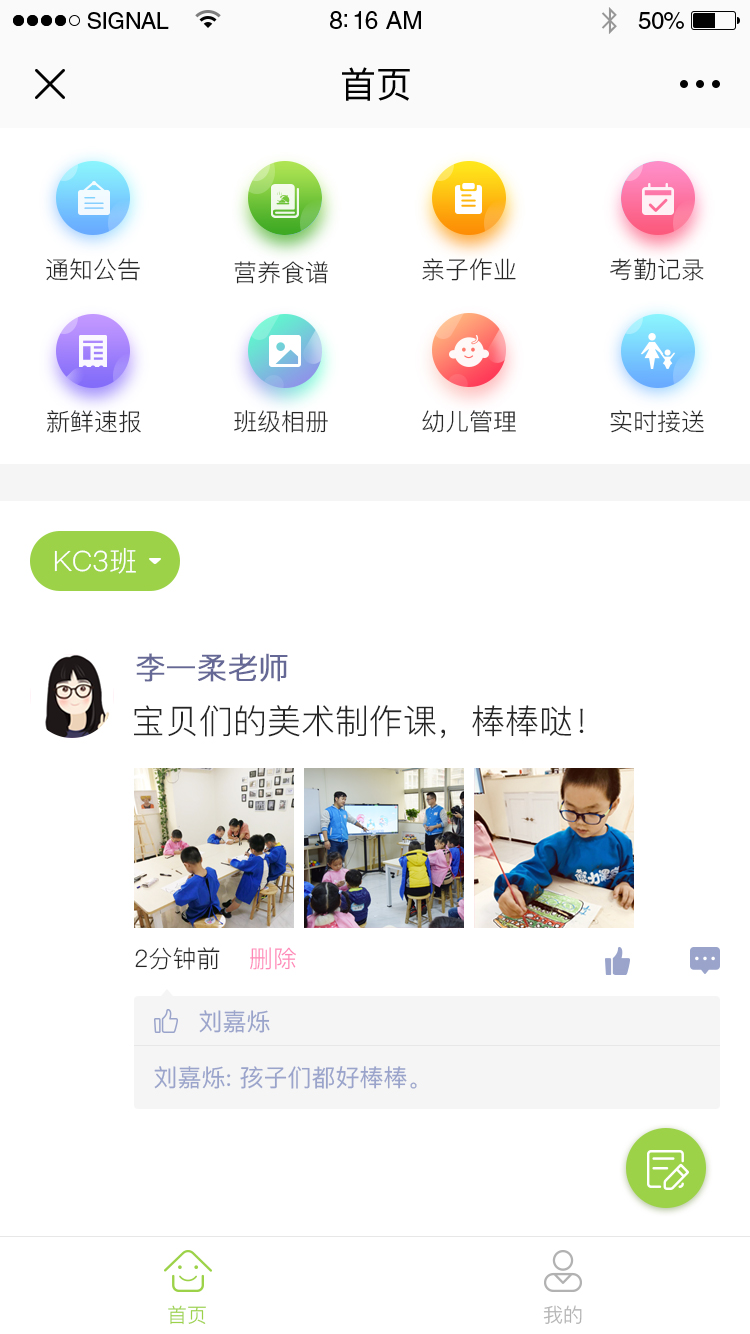 SIGNAL 8:16 AM 50%
首页
通知公告 营养食谱 亲子作业 考勤记录
新鲜速报 班级相册 幼儿管理 实时接送
KC3班
李一柔老师
宝贝们的美术制作课，棒棒哒！
2分钟前 删除
刘嘉烁
刘嘉烁: 孩子们都好棒棒。
首页 我的